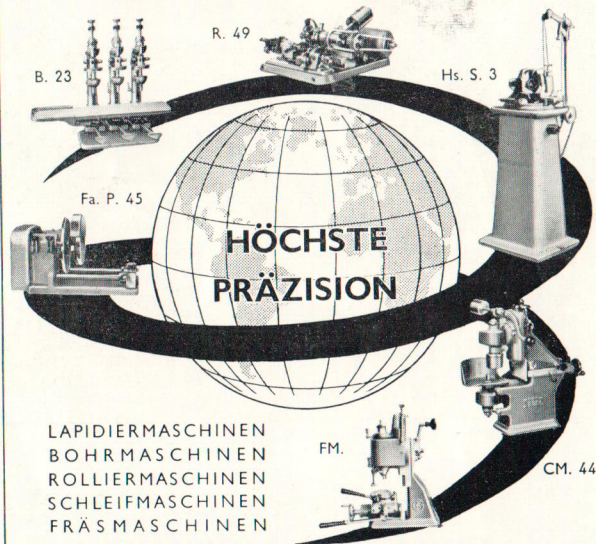 R. 49
B. 23
Hs. S. 3
Fa. P. 45
HÖCHSTE
PRÄZISION
LAPIDIERMASCHINEN
BOHRMASCHINEN
ROLLIERMASCHINEN
SCHLEIFMASCHINEN
FRÄSMASCHINEN
FM.
CM. 44